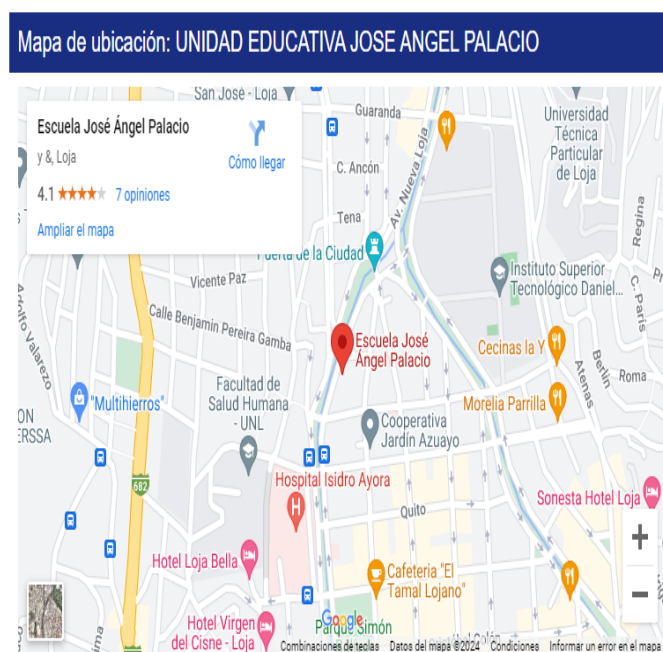 Mapa de ubicación: UNIDAD EDUCATIVA JOSE ANGEL PALACIO
San José - Loja
Escuela José Ángel Palacio
y &, Loja
Cómo llegar
4.1
7 opiniones
Ampliar el mapa
Guaranda
C. Ancón
Tena
Av. Nueva Loja
Universidad
Técnica
Particular
de Loja
Regina
Puerta de la Ciudad
Vicente Paz
Calle Benjamin Pereira Gamba
Instituto Superior
Tecnológico Daniel...
C. París
Adolfo Valarezo
Escuela José
Ángel Palacio
Cecinas la Y
Berlín
Roma
Atenas
"Multihierros"
Facultad de
Salud Humana
- UNL
Morelia Parrilla
Cooperativa
Jardín Azuayo
ERSSA
682
Hospital Isidro Ayora
H
Quito
Sonesta Hotel Loja
Hotel Loja Bella
Cafeteria "El
Tamal Lojano"
Hotel Virgen
del Cisne - Loja
Google
Parque Simón
+
−
Combinaciones de teclas
Datos del mapa ©2024
Condiciones
Informar un error en el mapa